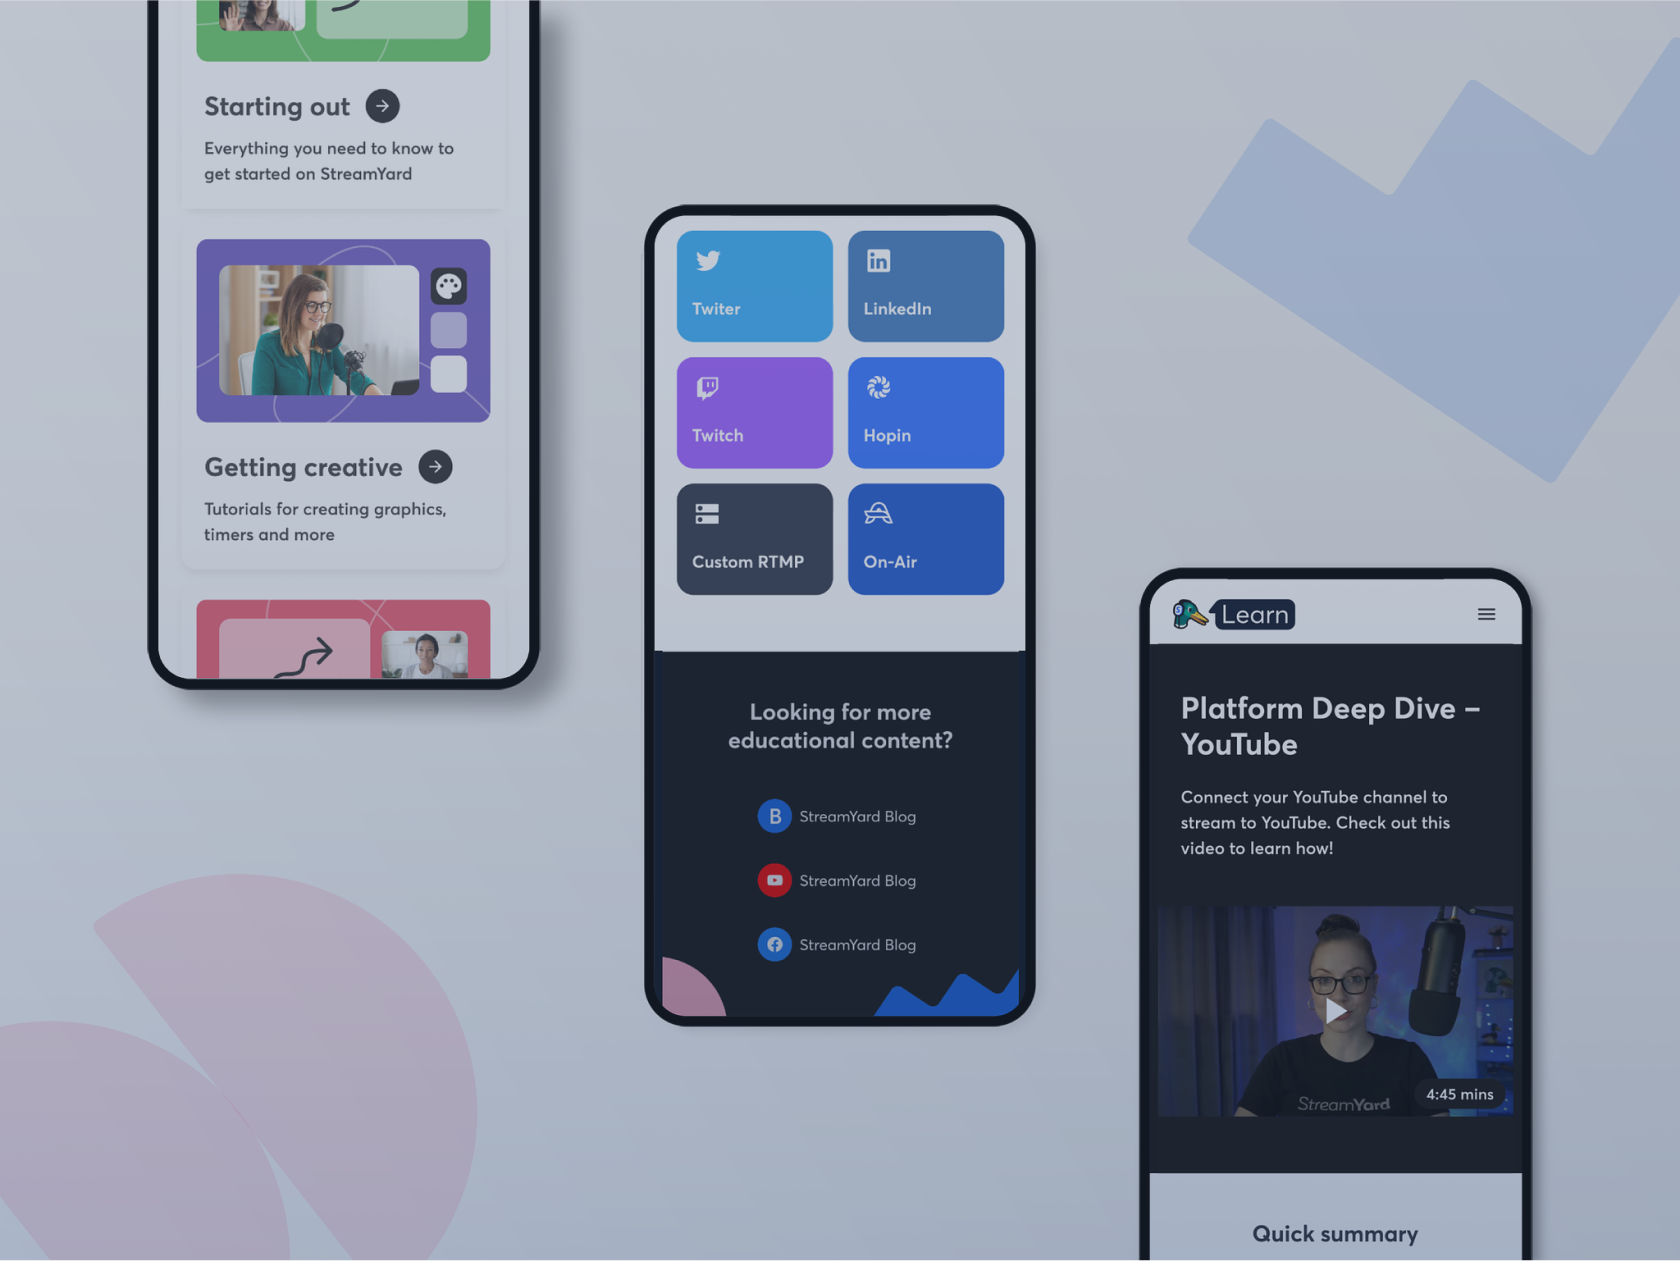 Starting out
Everything you need to know to
get started on StreamYard
Getting creative
Tutorials for creating graphics,
timers and more
Twiter
LinkedIn
Twitch
Hopin
Custom RTMP
On-Air
Looking for more
educational content?
B StreamYard Blog
StreamYard Blog
StreamYard Blog
S Learn
Platform Deep Dive –
YouTube
Connect your YouTube channel to
stream to YouTube. Check out this
video to learn how!
StreamYard
4:45 mins
Quick summary